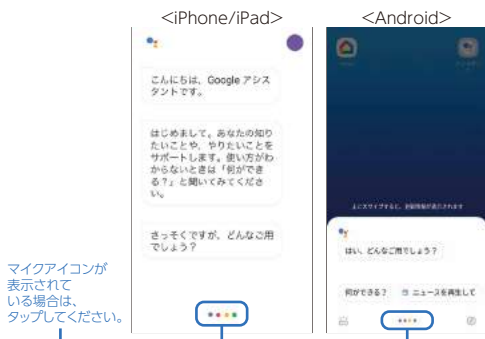 <iPhone/iPad>
<Android>
こんにちは、Google アシス
タントです。
はじめまして。あなたの知り
たいことや、やりたいことを
サポートします。使い方がわ
からないときは「何ができ
る？」と聞いてみてくださ
い。
さっそくですが、どんなご用
でしょう？
マイクアイコンが
表示されて
いる場合は、
タップしてください。
はい、どんなご用でしょう？
何ができる？ ニュースを再生して